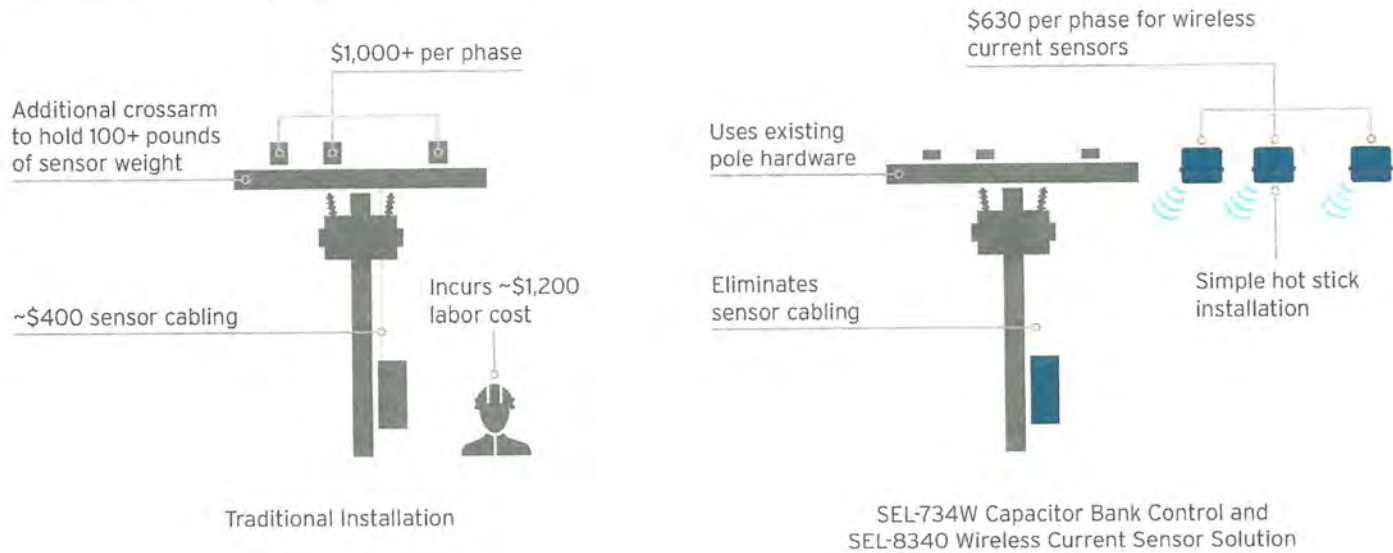 $1,000+ per phase
Additional crossarm
to hold 100+ pounds
of sensor weight
~$400 sensor cabling
Incurs ~$1,200
labor cost
Traditional Installation
$630 per phase for wireless
current sensors
Uses existing
pole hardware
Eliminates
sensor cabling
Simple hot stick
installation
SEL-734W Capacitor Bank Control and
SEL-8340 Wireless Current Sensor Solution